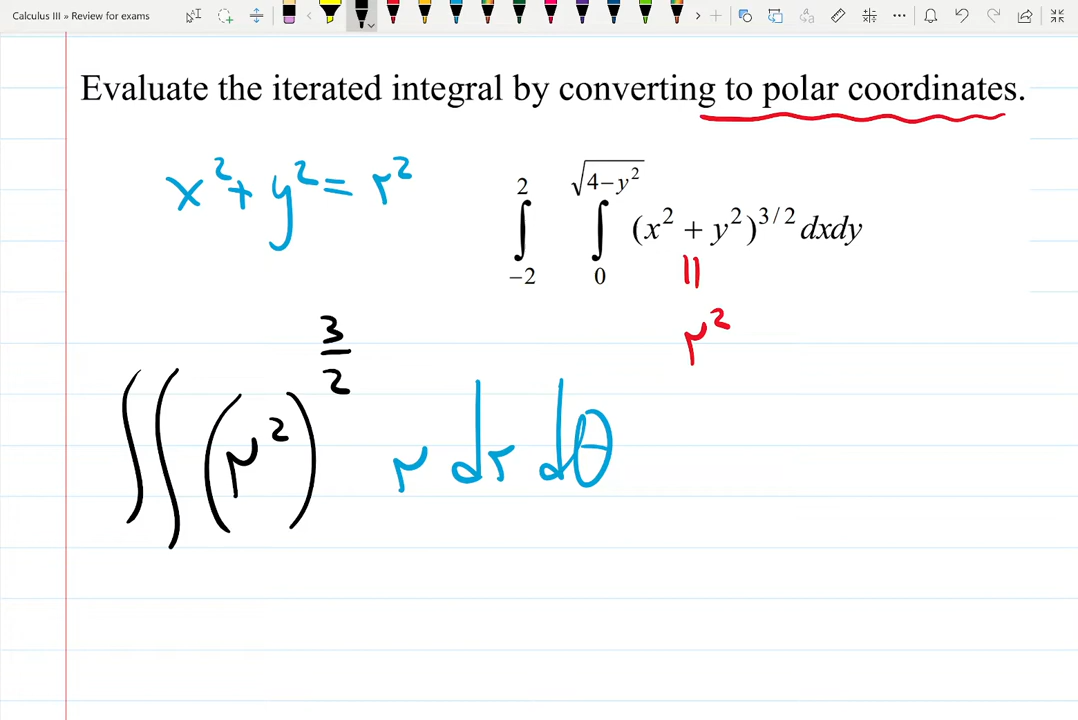 Calculus III » Review for exams
Evaluate the iterated integral by converting to polar coordinates.
x² + y² = r²
∫_{-2}^{2} ∫_{0}^{√(4−y²)} (x² + y²)^{3/2} dxdy
||
r²
∫∫ (r²)^{3/2} r dr dθ